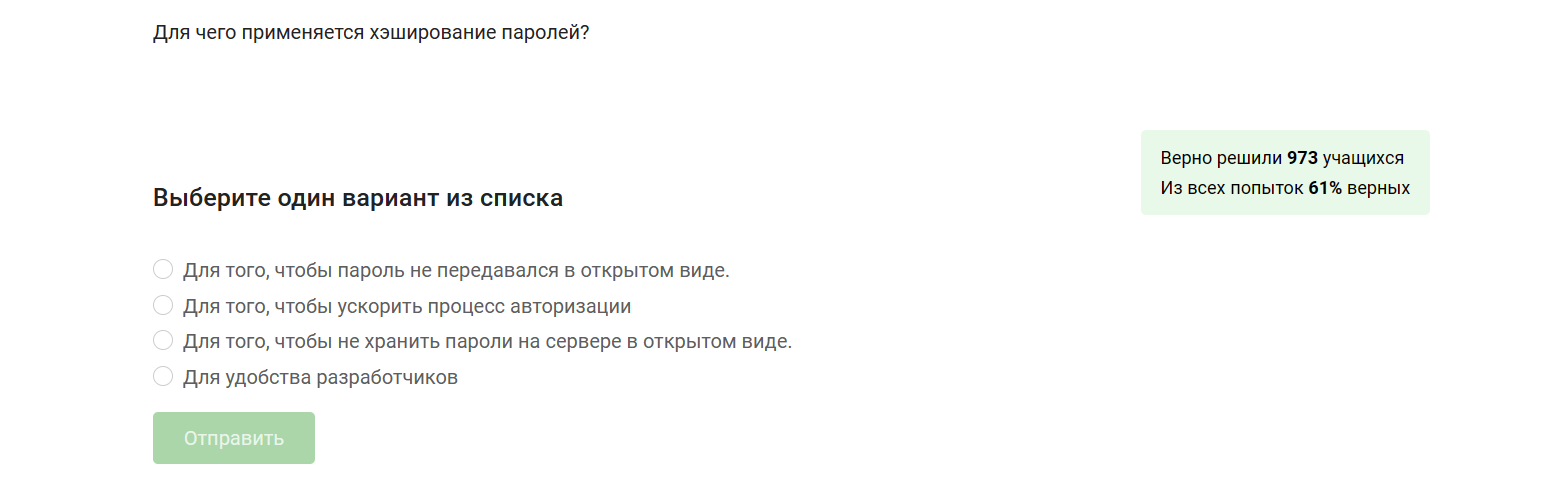 Для чего применяется хэширование паролей?
Верно решили 973 учащихся
Из всех попыток 61% верных
Выберите один вариант из списка
Для того, чтобы пароль не передавался в открытом виде.
Для того, чтобы ускорить процесс авторизации
Для того, чтобы не хранить пароли на сервере в открытом виде.
Для удобства разработчиков
Отправить